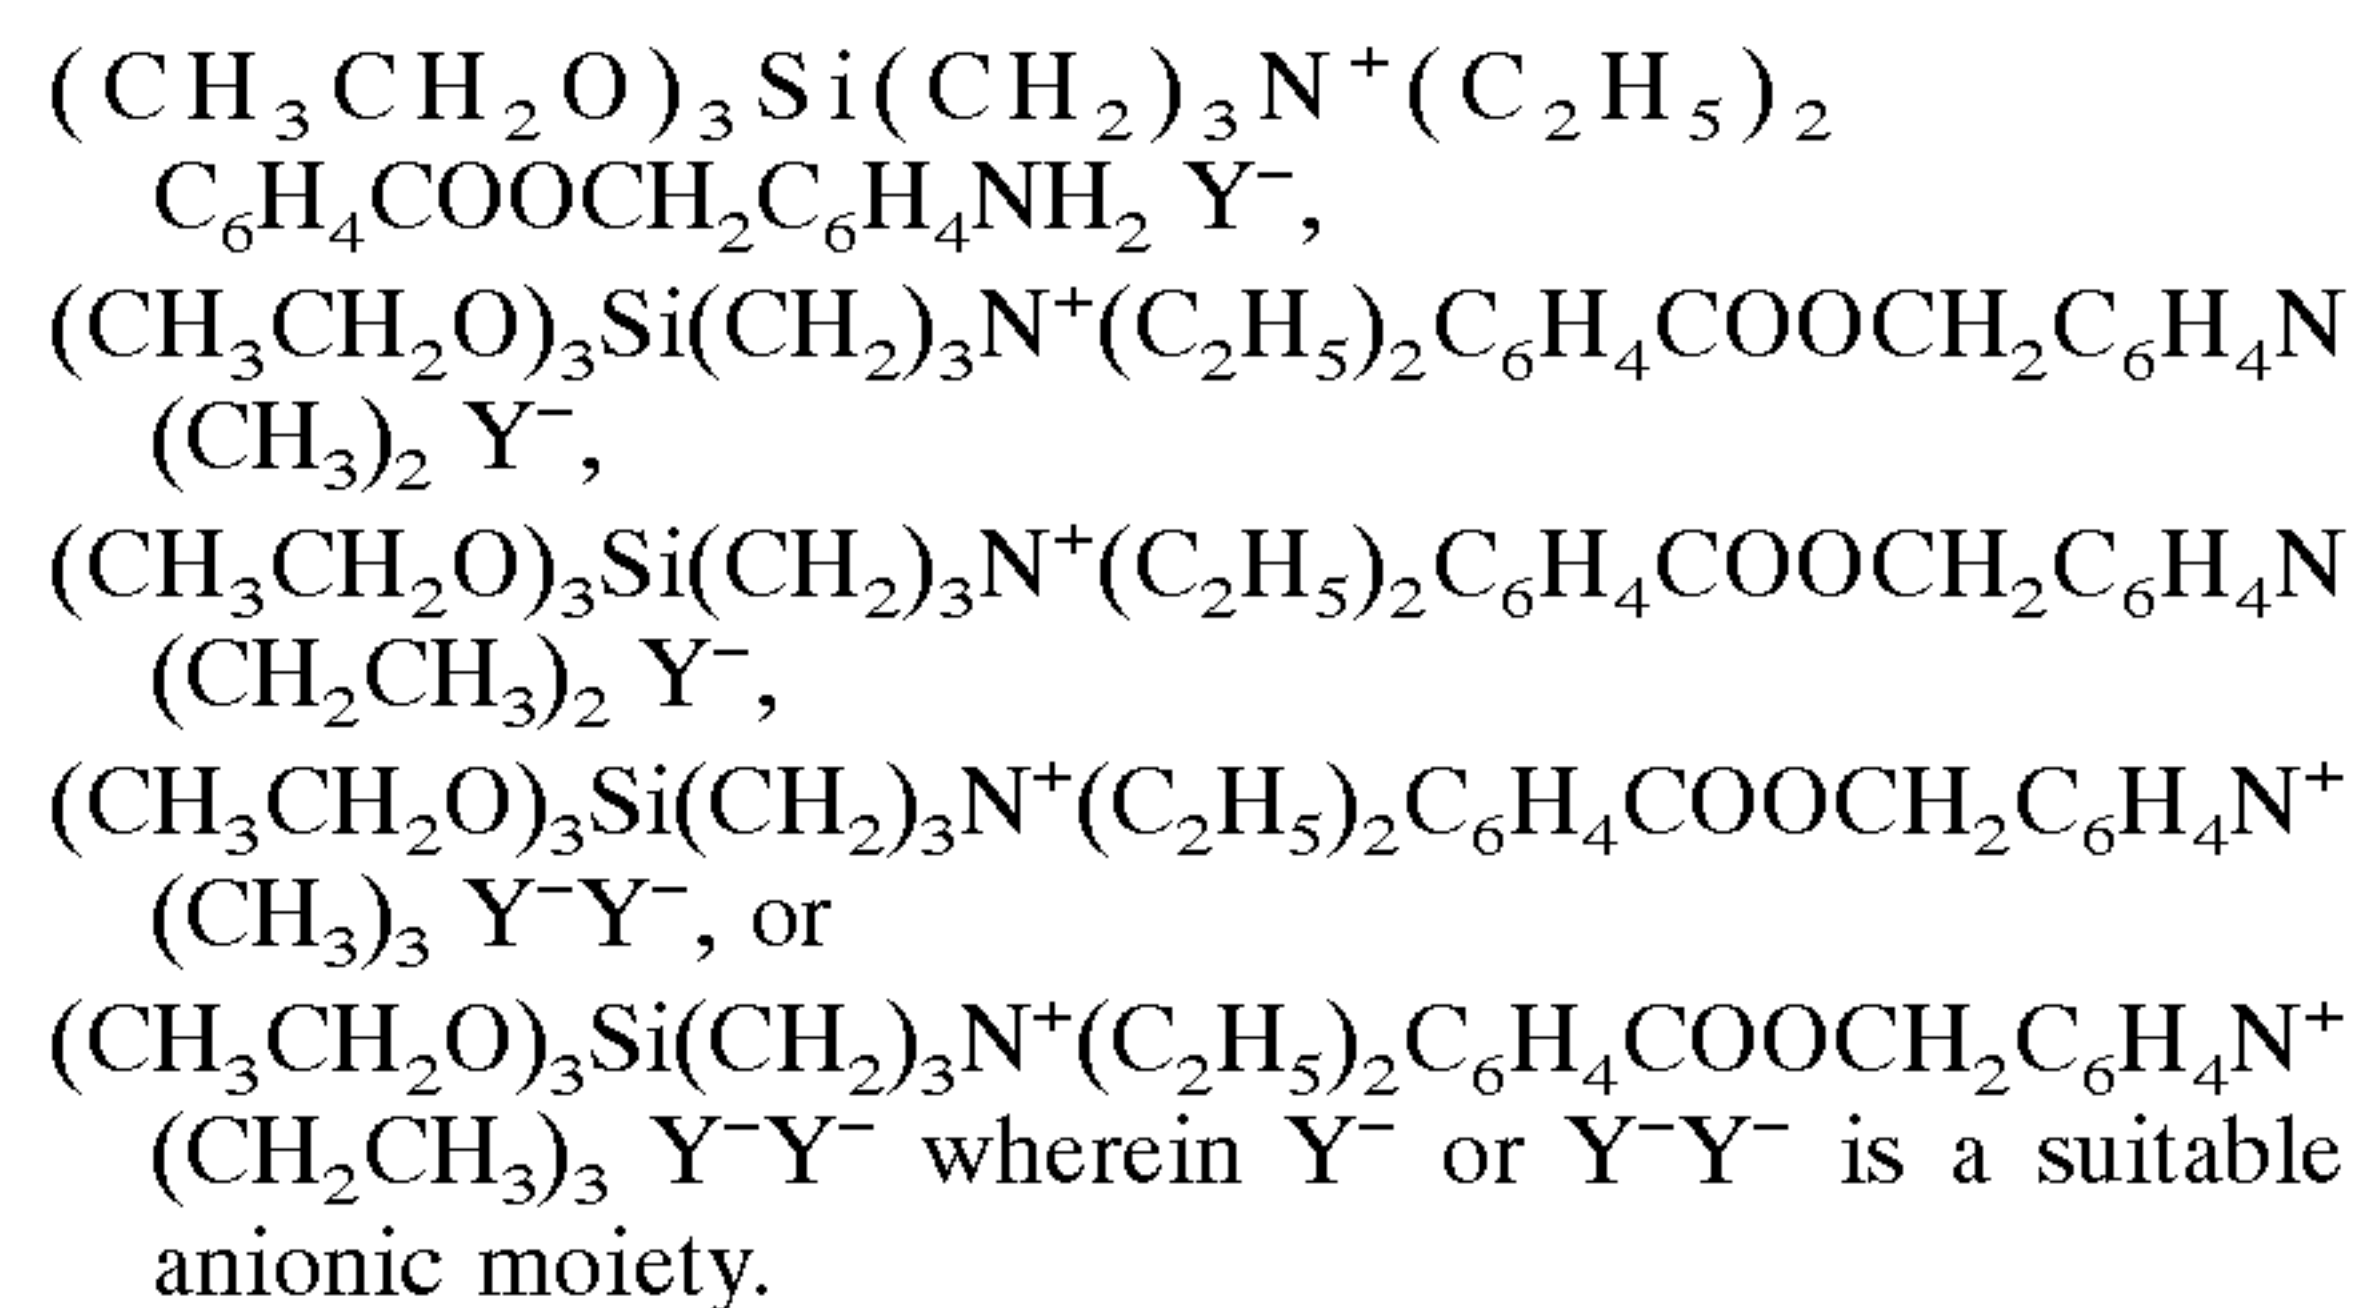 (CH₃CH₂O)₃Si(CH₂)₃N⁺(C₂H₅)₂
C₆H₄COOCH₂C₆H₄NH₂ Y⁻,
(CH₃CH₂O)₃Si(CH₂)₃N⁺(C₂H₅)₂C₆H₄COOCH₂C₆H₄N
(CH₃)₂ Y⁻,
(CH₃CH₂O)₃Si(CH₂)₃N⁺(C₂H₅)₂C₆H₄COOCH₂C₆H₄N
(CH₂CH₃)₂ Y⁻,
(CH₃CH₂O)₃Si(CH₂)₃N⁺(C₂H₅)₂C₆H₄COOCH₂C₆H₄N⁺
(CH₃)₃ Y⁻Y⁻, or
(CH₃CH₂O)₃Si(CH₂)₃N⁺(C₂H₅)₂C₆H₄COOCH₂C₆H₄N⁺
(CH₂CH₃)₃ Y⁻Y⁻ wherein Y⁻ or Y⁻Y⁻ is a suitable
anionic moiety.